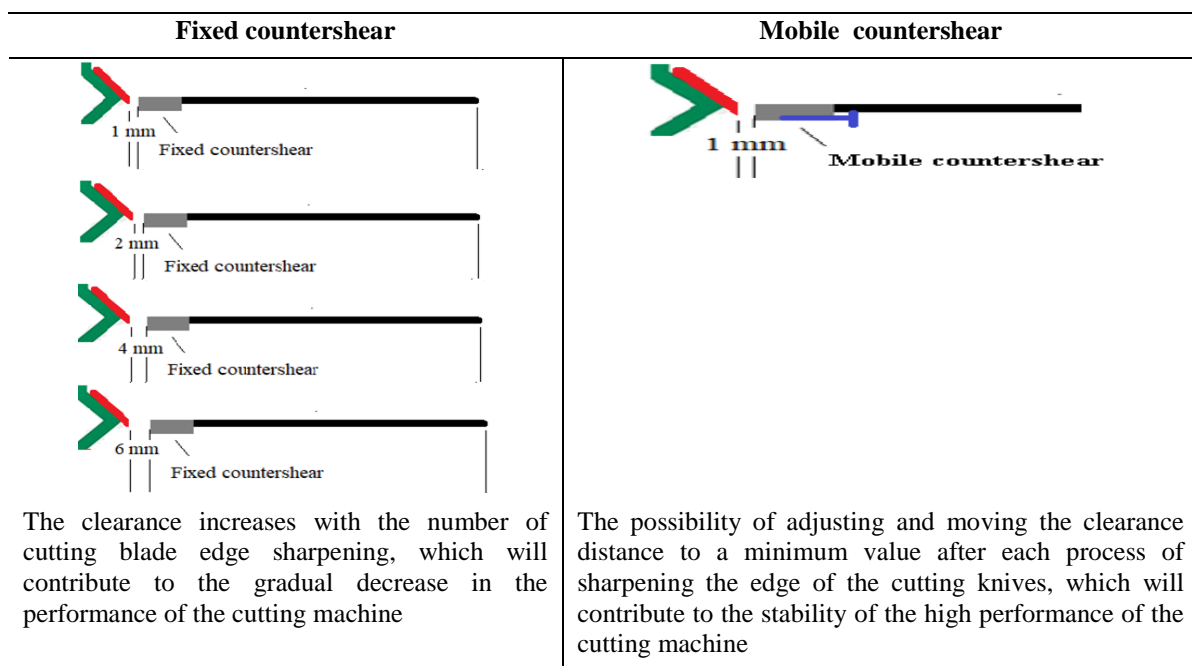 Fixed countershear
Mobile countershear
1 mm
Fixed countershear
2 mm
Fixed countershear
4 mm
Fixed countershear
6 mm
Fixed countershear
The clearance increases with the number of
cutting blade edge sharpening, which will
contribute to the gradual decrease in the
performance of the cutting machine
1 mm
Mobile countershear
The possibility of adjusting and moving the clearance
distance to a minimum value after each process of
sharpening the edge of the cutting knives, which will
contribute to the stability of the high performance of the
cutting machine